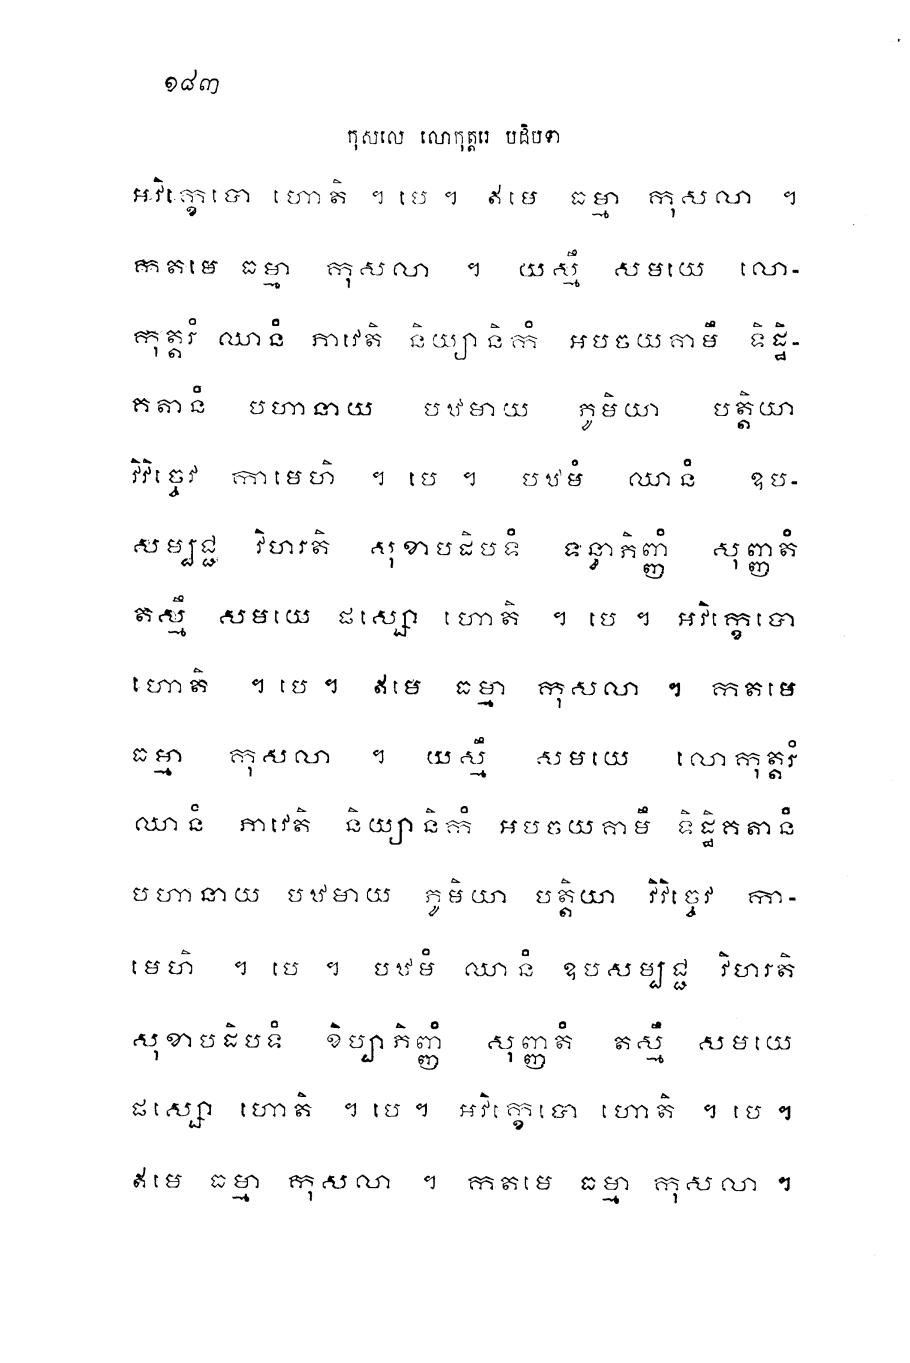 ១៨៣
កុសលេ លោកុត្តរេ បដិបទា
អវិក្ខេបោ ហោតិ ។ បេ ។ ឥមេ ធម្មា កុសលា ។
កតមេ ធម្មា កុសលា ។ យស្មឹ សមយេ លោ-
កុត្តរំ ឈានំ ភាវេតិ និយ្យានិកំ អបចយគាមឹ ទិដ្ឋិ-
គតានំ បហានាយ បឋមាយ ភូមិយា បត្តិយា
វិវិច្ចេវ កាមេហិ ។ បេ ។ បឋមំ ឈានំ ឧប-
សម្បជ្ជ វិហរតិ សុខាបដិបទំ ទន្ធាភិញ្ញំ សុញ្ញតំ
តស្មឹ សមយេ ផស្សោ ហោតិ ។ បេ ។ អវិក្ខេបោ
ហោតិ ។ បេ ។ ឥមេ ធម្មា កុសលា ។ កតមេ
ធម្មា កុសលា ។ យស្មឹ សមយេ លោកុត្តរំ
ឈានំ ភាវេតិ និយ្យានិកំ អបចយគាមឹ ទិដ្ឋិគតានំ
បហានាយ បឋមាយ ភូមិយា បត្តិយា វិវិច្ចេវ កា-
មេហិ ។ បេ ។ បឋមំ ឈានំ ឧបសម្បជ្ជ វិហរតិ
សុខាបដិបទំ ខិប្បាភិញ្ញំ សុញ្ញតំ តស្មឹ សមយេ
ផស្សោ ហោតិ ។ បេ ។ អវិក្ខេបោ ហោតិ ។ បេ ។
ឥមេ ធម្មា កុសលា ។ កតមេ ធម្មា កុសលា ។